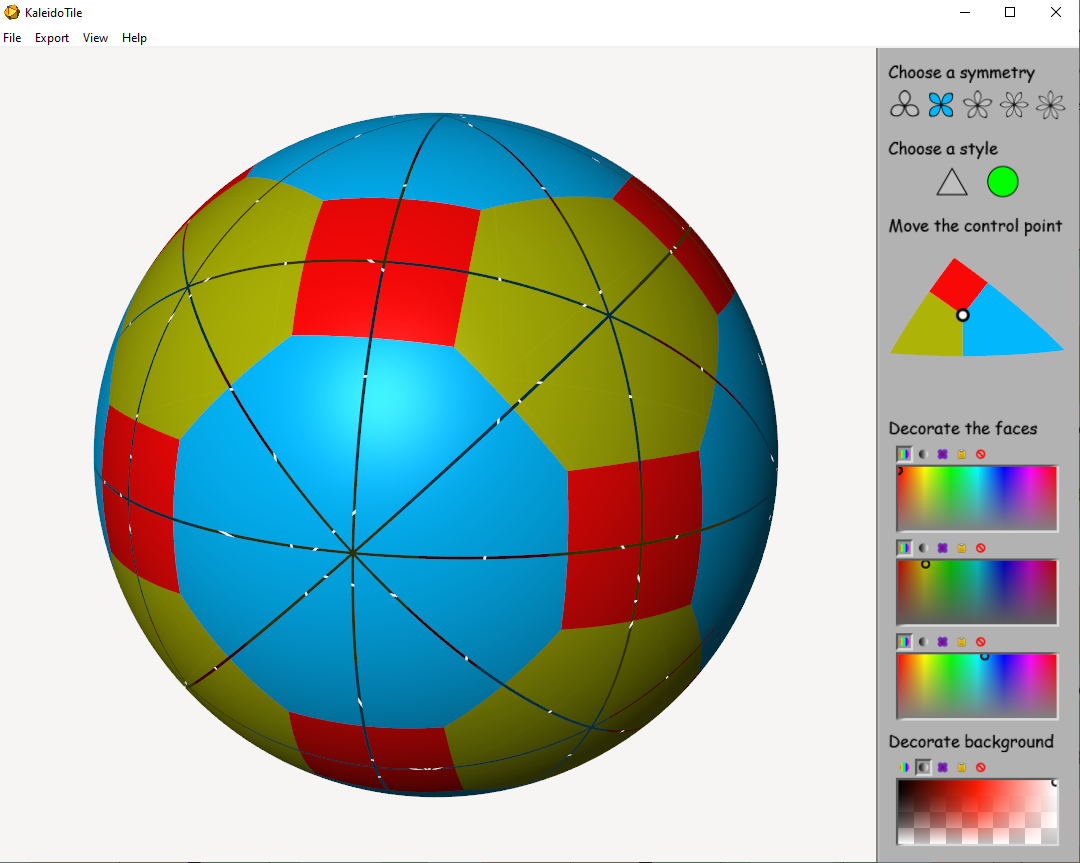 KaleidoTile
File Export View Help
Choose a symmetry
Choose a style
Move the control point
Decorate the faces
Decorate background